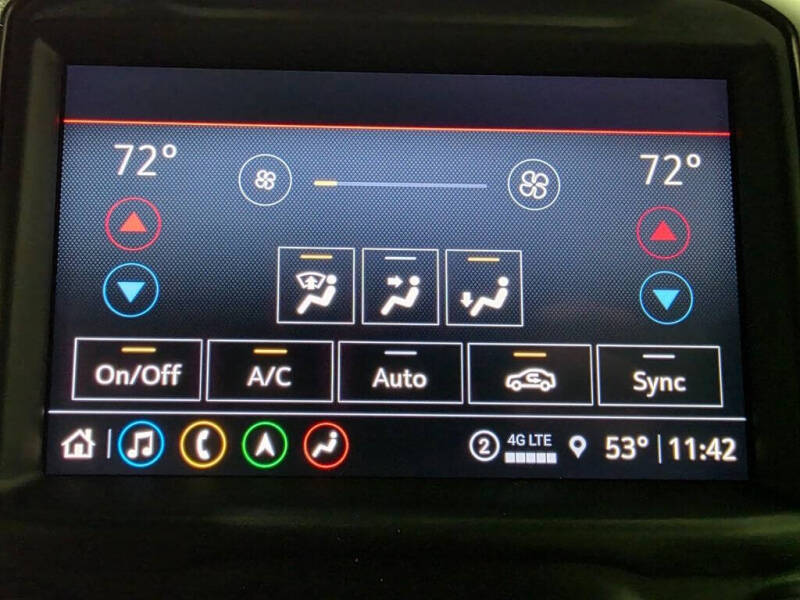 72° 72°
On/Off A/C Auto Sync
2 4G LTE 53° 11:42